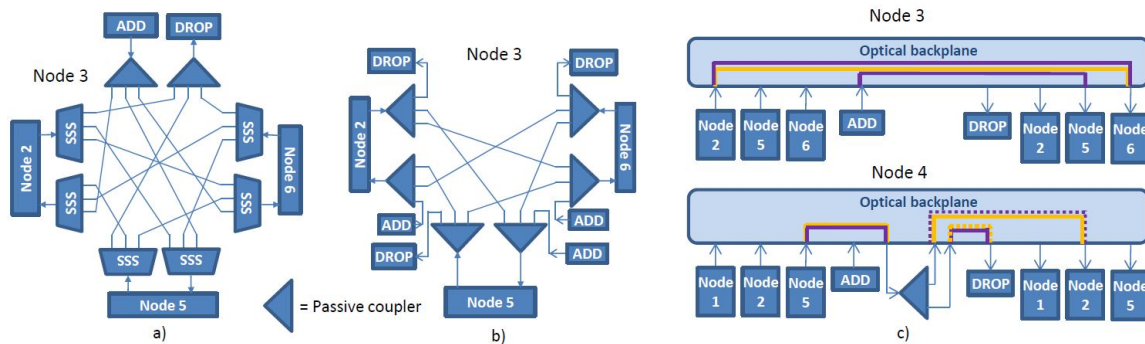 ADD
DROP
Node 3
SSS
SSS
Node 2
Node 6
SSS
SSS
SSS
SSS
Node 5
a)
= Passive coupler
Node 3
DROP
DROP
Node 2
Node 6
ADD
ADD
DROP
ADD
Node 5
b)
Node 3
Optical backplane
Node 2
Node 5
Node 6
ADD
DROP
Node 2
Node 5
Node 6
Node 4
Optical backplane
Node 1
Node 2
Node 5
ADD
DROP
Node 1
Node 2
Node 5
c)